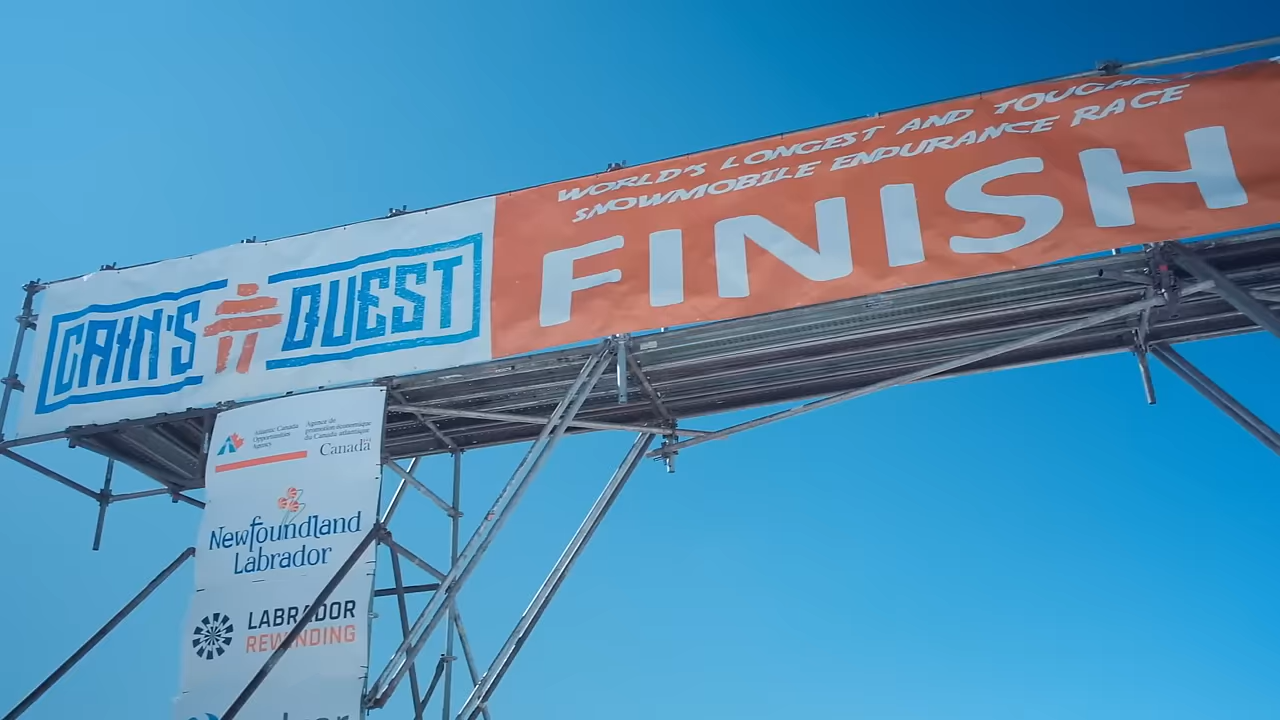 WORLD'S LONGEST AND
SNOWMOBILE ENDURANCE RACE
FINISH
CAIN'S QUEST
Atlantic Canada
Opportunities
Agency
Agence de
promotion économique
du Canada atlantique
Canada
Newfoundland
Labrador
LABRADOR
REWINDING